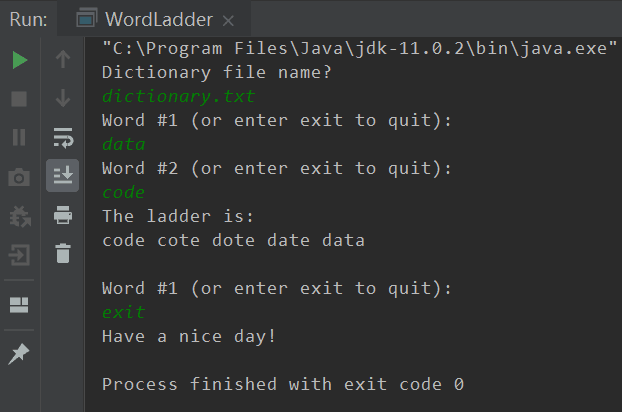 Run: WordLadder ×
"C:\Program Files\Java\jdk-11.0.2\bin\java.exe"
Dictionary file name?
dictionary.txt
Word #1 (or enter exit to quit):
data
Word #2 (or enter exit to quit):
code
The ladder is:
code cote dote date data
Word #1 (or enter exit to quit):
exit
Have a nice day!
Process finished with exit code 0